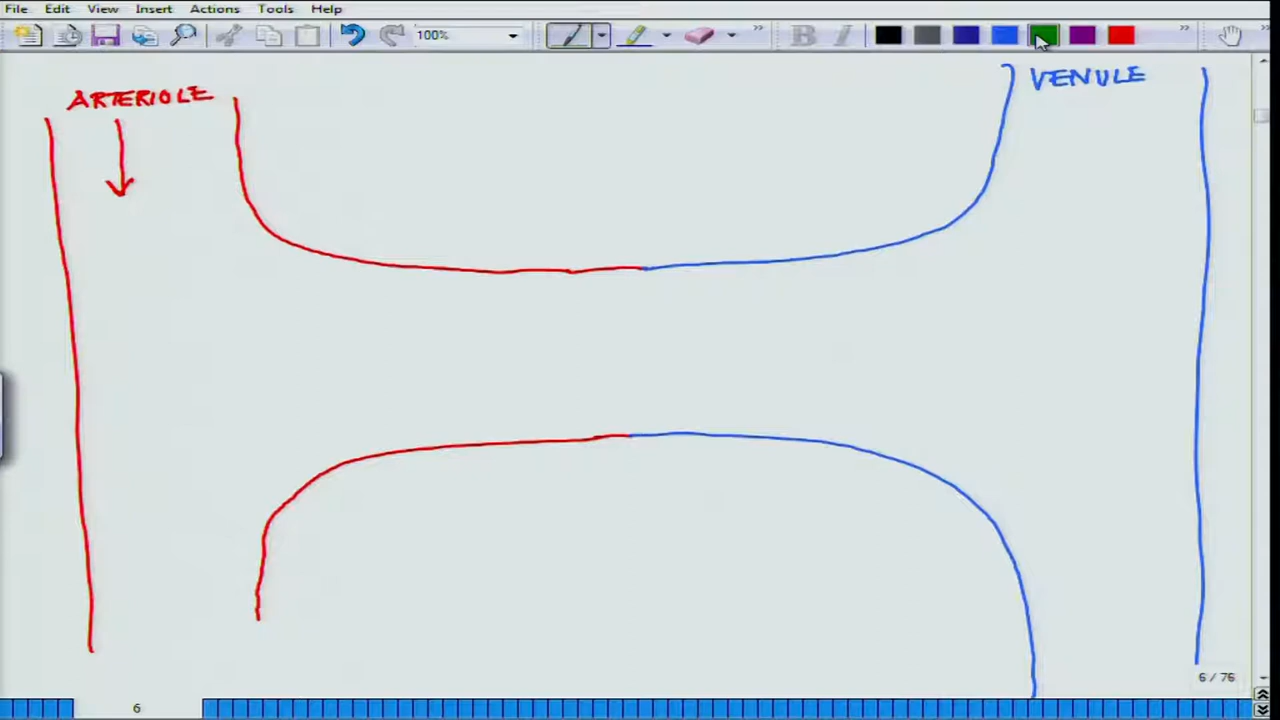 File Edit View Insert Actions Tools Help
100%
B I
ARTERIOLE
VENULE
6 / 76
6